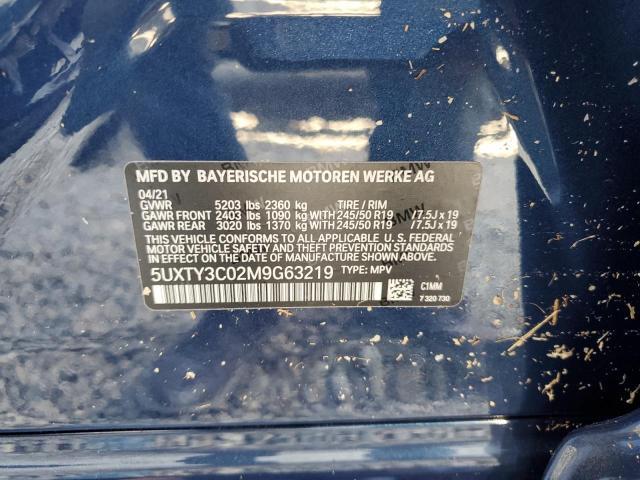 MFD BY BAYERISCHE MOTOREN WERKE AG
04/21
GVWR 5203 lbs 2360 kg TIRE / RIM
GAWR FRONT 2403 lbs 1090 kg WITH 245/50 R19 /7.5J x 19
GAWR REAR 3020 lbs 1370 kg WITH 245/50 R19 /7.5J x 19
THIS VEHICLE CONFORMS TO ALL APPLICABLE U. S. FEDERAL
MOTOR VEHICLE SAFETY, BUMPER, AND THEFT PREVENTION
STANDARDS IN EFFECT ON THE DATE OF MANUFACTURE SHOWN ABOVE.
5UXTY3C02M9G63219 TYPE: MPV
C1MM
7 320 730